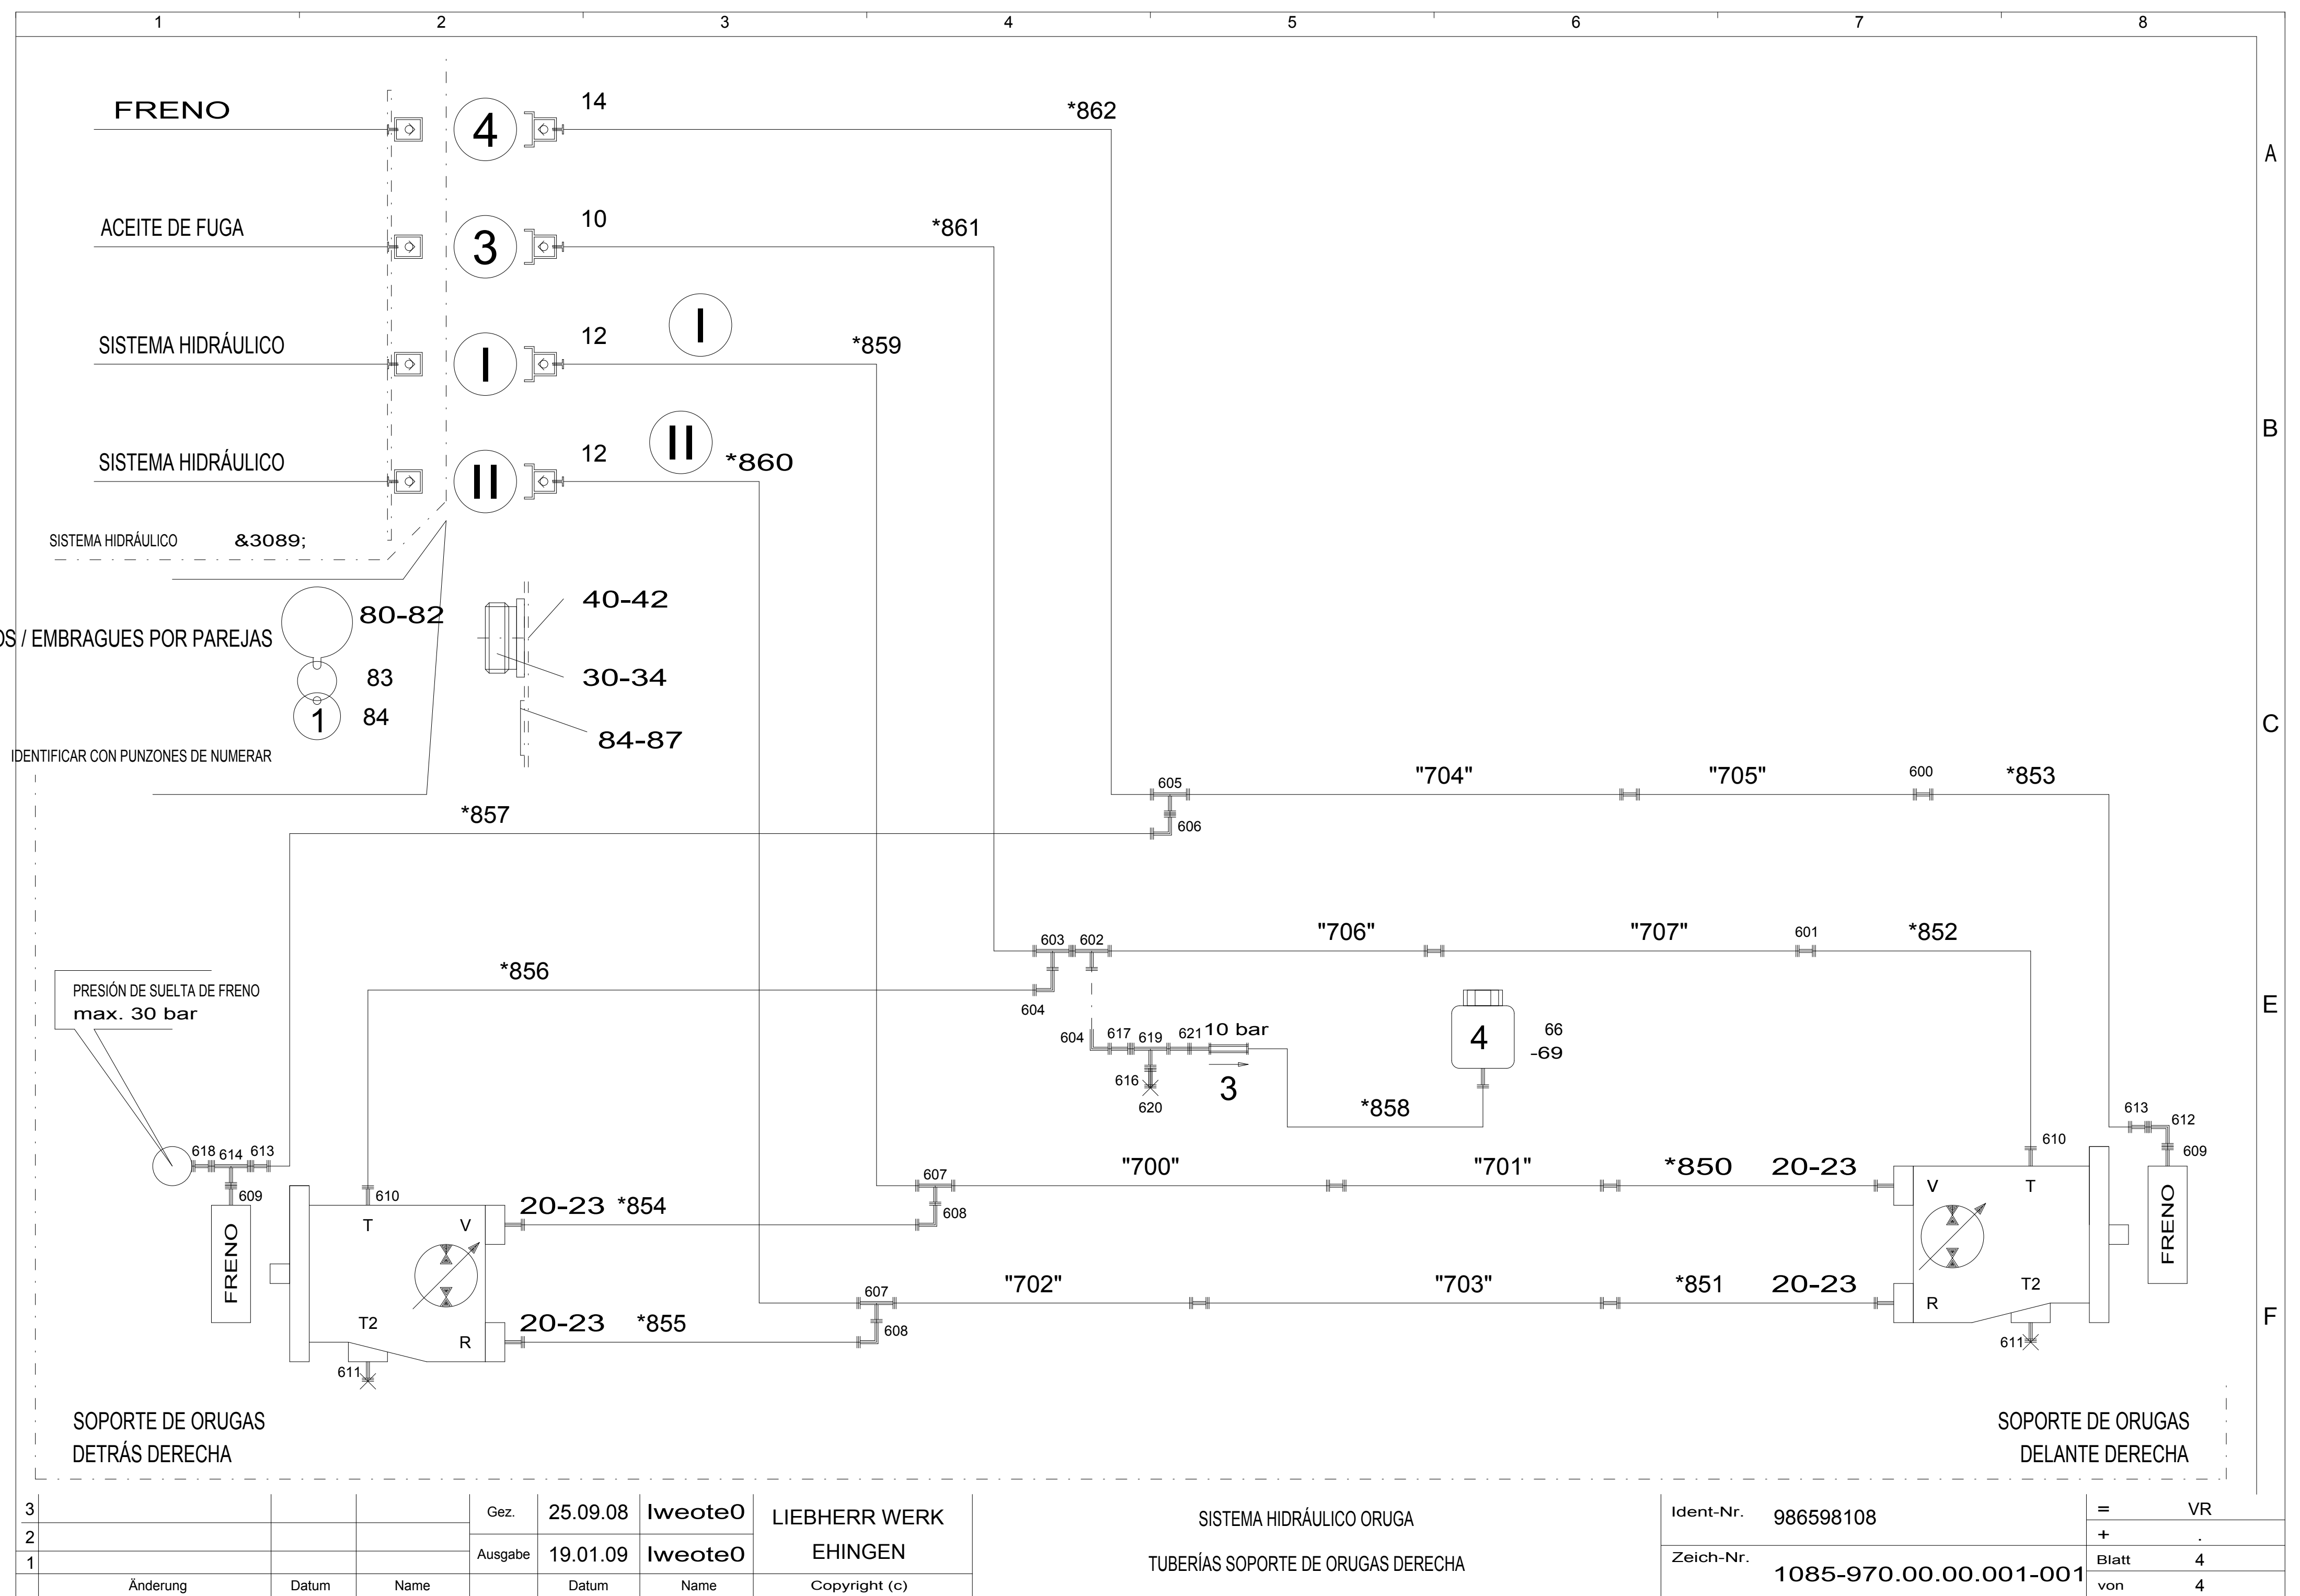 1 2 3 4 5 6 7 8
FRENO 4 14 *862
A
ACEITE DE FUGA 3 10 *861
SISTEMA HIDRÁULICO I 12 I *859
B
SISTEMA HIDRÁULICO II 12 II *860
SISTEMA HIDRÁULICO &3089;
80-82 40-42
/ EMBRAGUES POR PAREJAS
83 30-34
1 84 84-87
C
IDENTIFICAR CON PUNZONES DE NUMERAR
605 "704" "705" 600 *853
*857 606
603 602 "706" "707" 601 *852
*856
604
E
PRESIÓN DE SUELTA DE FRENO
max. 30 bar
604 617 619 621 10 bar 4 66
-69
616 3
620 *858
613 612
618 614 613 607 "700" "701" *850 20-23 610 609
609 610 20-23 *854 608 V T
T V
FRENO FRENO
607 "702" "703" *851 20-23 T2
T2 20-23 *855 608 R
R
F
611 611
SOPORTE DE ORUGAS SOPORTE DE ORUGAS
DETRÁS DERECHA DELANTE DERECHA
3 Gez. 25.09.08 lweote0 LIEBHERR WERK SISTEMA HIDRÁULICO ORUGA Ident-Nr. 986598108 = VR
2 + .
1 Ausgabe 19.01.09 lweote0 EHINGEN TUBERÍAS SOPORTE DE ORUGAS DERECHA Zeich-Nr. 1085-970.00.00.001-001 Blatt 4
Änderung Datum Name Datum Name Copyright (c) von 4